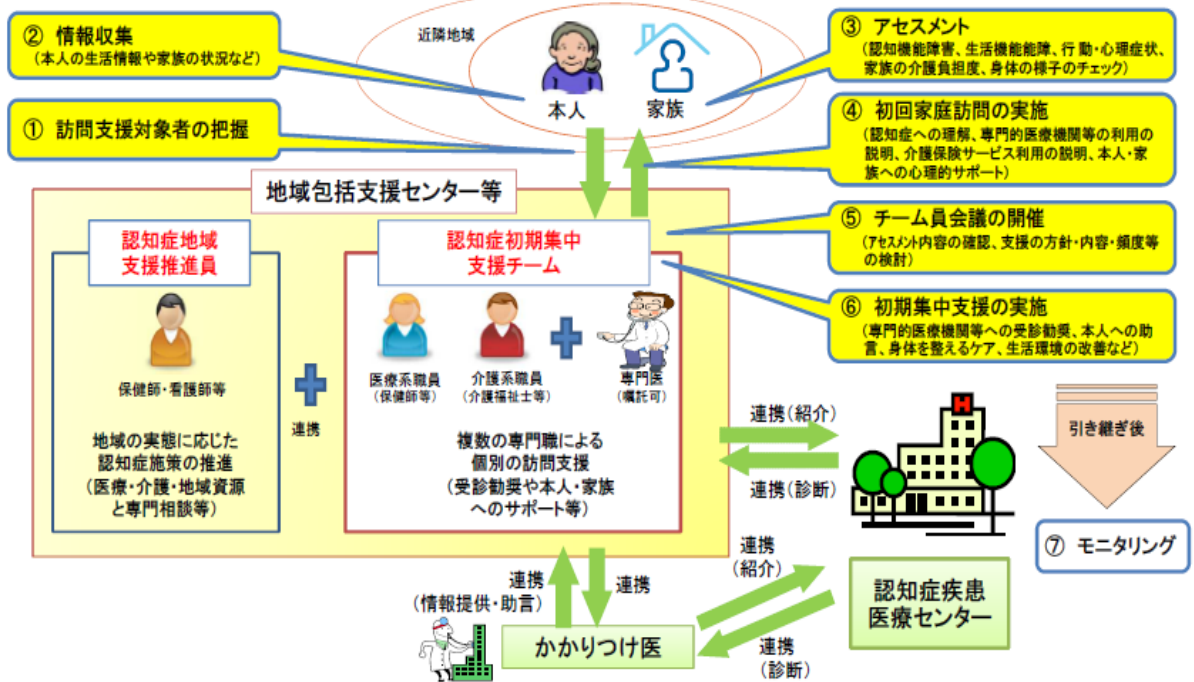 ② 情報収集
（本人の生活情報や家族の状況など）
① 訪問支援対象者の把握
近隣地域
本人
家族
③ アセスメント
（認知機能障害、生活機能障害、行動・心理症状、
家族の介護負担度、身体の様子のチェック）
④ 初回家庭訪問の実施
（認知症への理解、専門的医療機関等の利用の
説明、介護保険サービス利用の説明、本人・家
族への心理的サポート）
⑤ チーム員会議の開催
（アセスメント内容の確認、支援の方針・内容・頻度等
の検討）
⑥ 初期集中支援の実施
（専門的医療機関等への受診勧奨、本人への助
言、身体を整えるケア、生活環境の改善など）
地域包括支援センター等
認知症地域
支援推進員
保健師・看護師等
地域の実態に応じた
認知症施策の推進
（医療・介護・地域資源
と専門相談等）
連携
認知症初期集中
支援チーム
医療系職員
（保健師等）
介護系職員
（介護福祉士等）
専門医
（嘱託可）
複数の専門職による
個別の訪問支援
（受診勧奨や本人・家族
へのサポート等）
連携（紹介）
連携（診断）
H
引き継ぎ後
⑦ モニタリング
連携
（情報提供・助言）
連携
連携
（紹介）
連携
（診断）
かかりつけ医
認知症疾患
医療センター